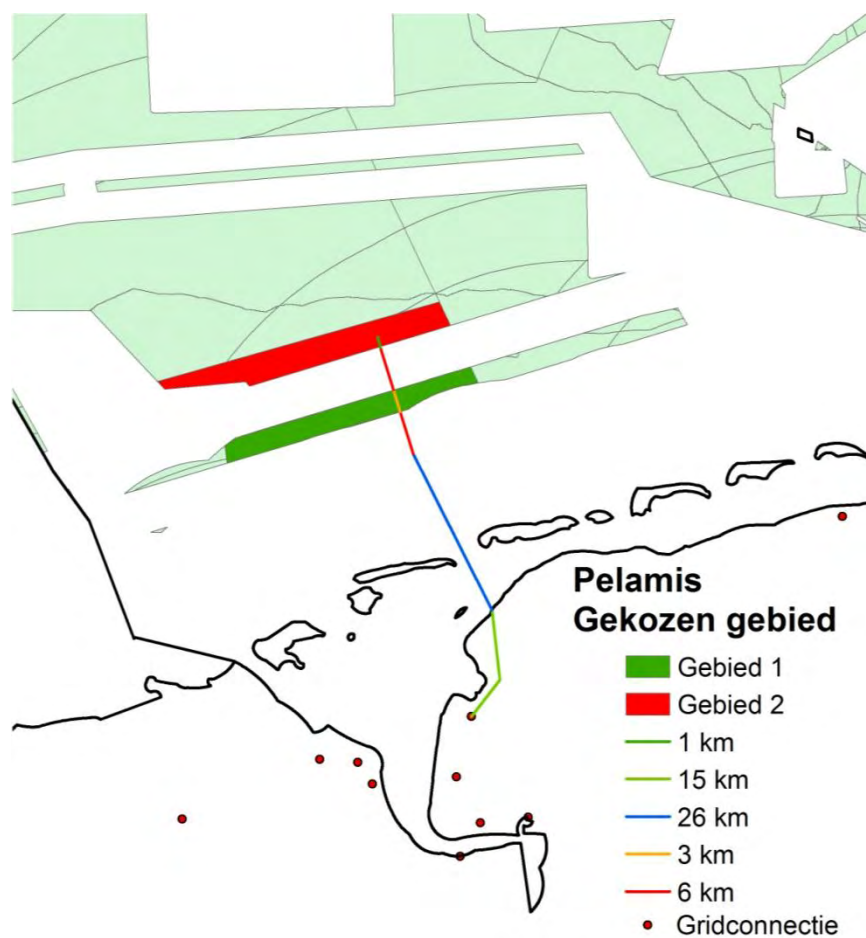 Pelamis
Gekozen gebied
Gebied 1
Gebied 2
1 km
15 km
26 km
3 km
6 km
Gridconnectie